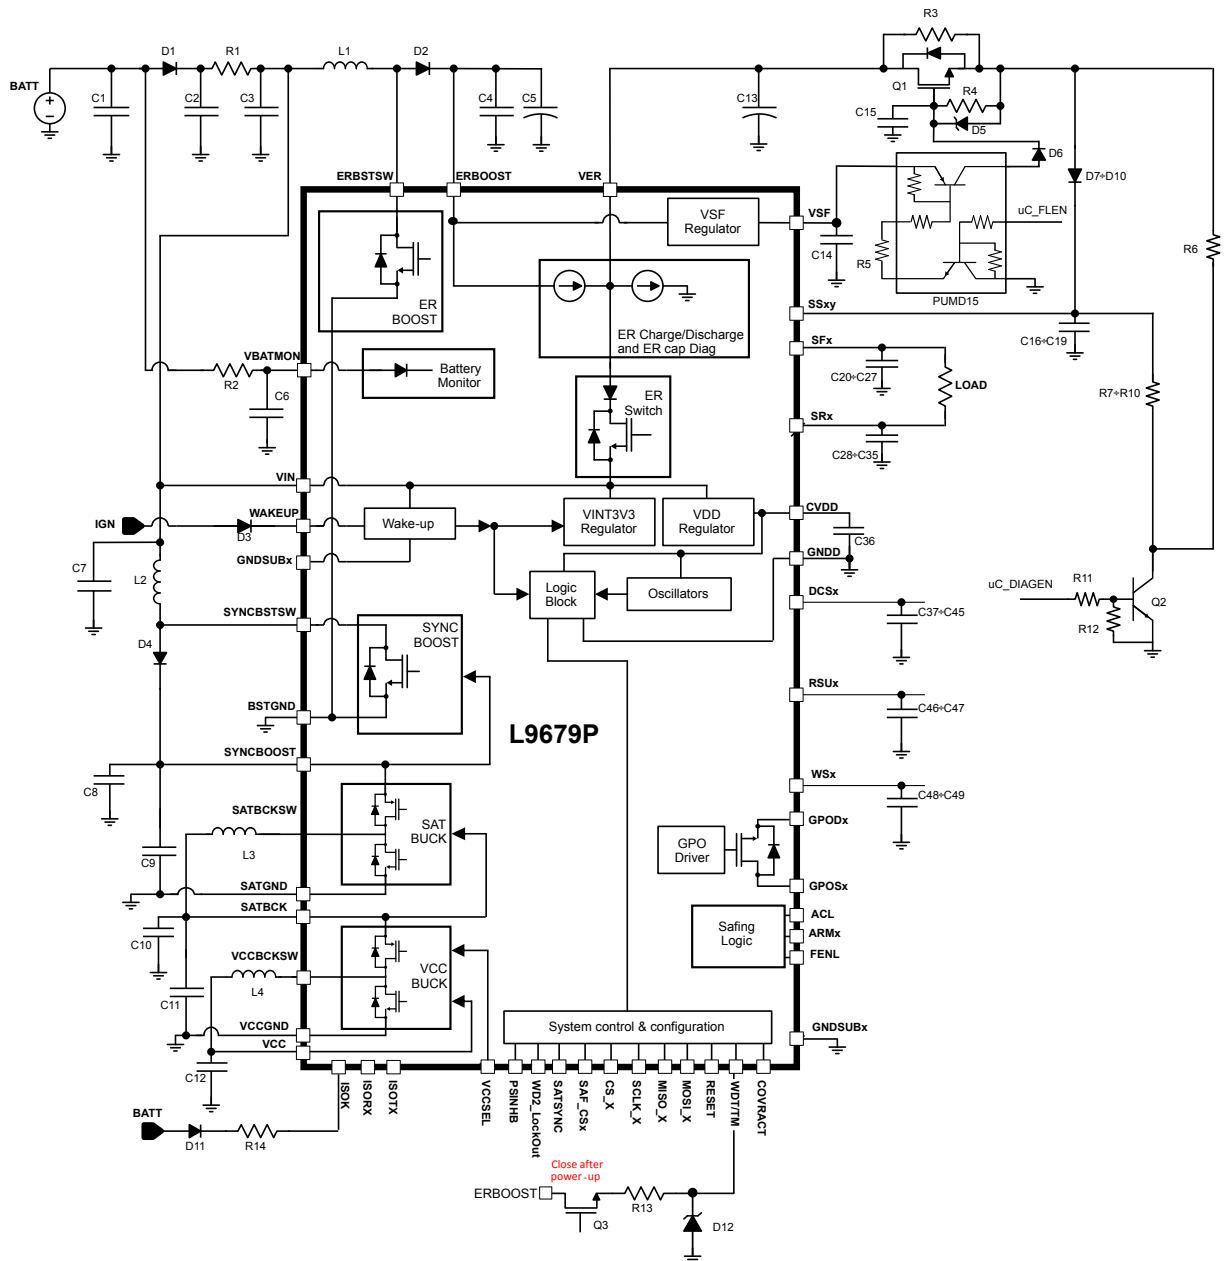 R3
D1
R1
L1
D2
BATT
C1
C2
C3
C4
C5
C13
Q1
C15
R4
D5
D6
D7÷D10
ERBSTSW
ERBOOST
VER
VSF
Regulator
VSF
C14
uC_FLEN
R5
PUMD15
R6
ER
BOOST
ER Charge/Discharge
and ER cap Diag
SSxy
C16÷C19
SFx
C20÷C27
LOAD
R7÷R10
SRx
C28÷C35
VBATMON
R2
C6
Battery
Monitor
ER
Switch
VIN
WAKEUP
IGN
D3
Wake-up
VINT3V3
Regulator
VDD
Regulator
CVDD
C36
GNDD
GNDSUBx
C7
L2
Logic
Block
Oscillators
DCSx
C37÷C45
uC_DIAGEN
R11
R12
Q2
SYNCBSTSW
SYNC
BOOST
D4
RSUx
C46÷C47
BSTGND
L9679P
SYNCBOOST
C8
WSx
C48÷C49
SATBCKSW
L3
SAT
BUCK
C9
GPODx
GPO
Driver
GPOSx
SATGND
SATBCK
C10
Safing
Logic
ACL
ARMx
FENL
VCCBCKSW
L4
VCC
BUCK
C11
VCCGND
VCC
C12
System control & configuration
GNDSUBx
ISOK
ISORX
ISOTX
VCCSEL
PSINHB
WD2_LockOut
SATSYNC
SAF_CSx
CS_X
SCLK_X
MISO_X
MOSI_X
RESET
WDT/TM
COVRACT
BATT
D11
R14
Close after
power-up
ERBOOST
Q3
R13
D12